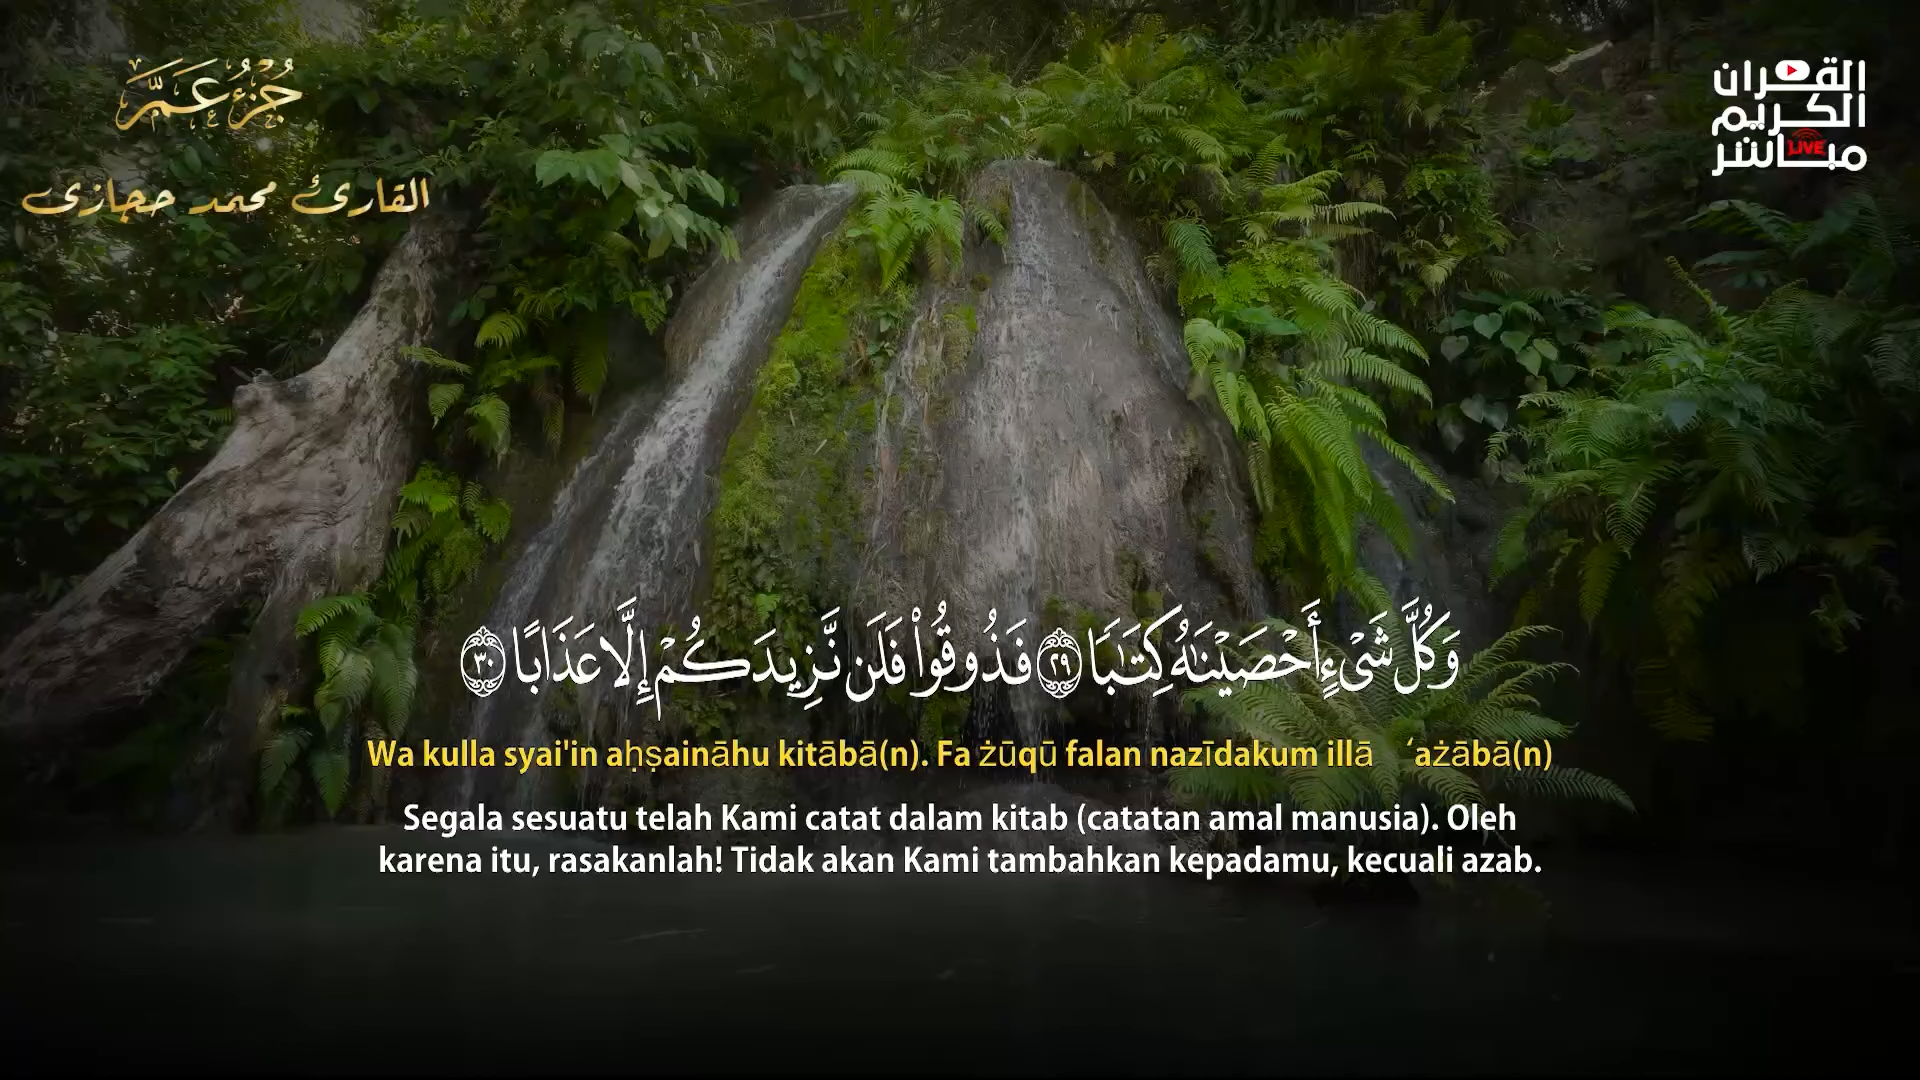 جُزْءُ عَمَّ
القارئ محمد حجازي
القرآن
الكريم
مباشر
LIVE
وَكُلَّ شَىْءٍ أَحْصَيْنَٰهُ كِتَٰبًا ٢٩ فَذُوقُوا۟ فَلَن نَّزِيدَكُمْ إِلَّا عَذَابًا ٣٠
Wa kulla syai'in aḥṣaināhu kitābā(n). Fa żūqū falan nazīdakum illā ‘ażābā(n)
Segala sesuatu telah Kami catat dalam kitab (catatan amal manusia). Oleh
karena itu, rasakanlah! Tidak akan Kami tambahkan kepadamu, kecuali azab.